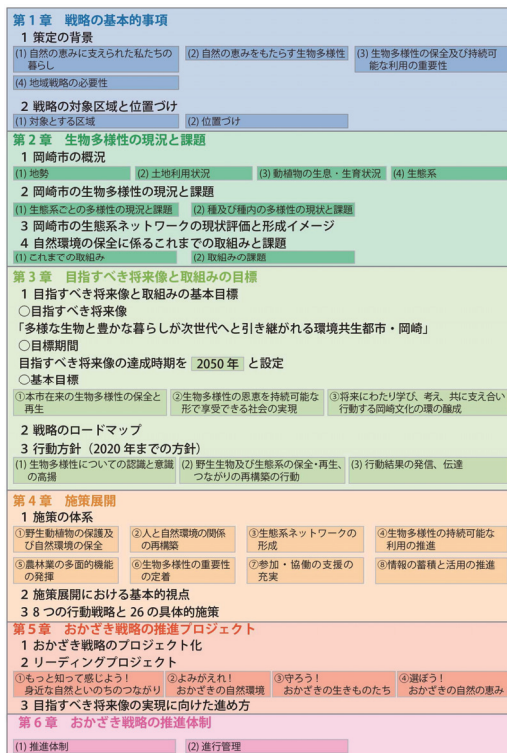 第1章 戦略の基本的事項
1 策定の背景
(1) 自然の恵みに支えられた私たちの暮らし
(2) 自然の恵みをもたらす生物多様性
(3) 生物多様性の保全及び持続可能な利用の重要性
(4) 地域戦略の必要性
2 戦略の対象区域と位置づけ
(1) 対象とする区域
(2) 位置づけ
第2章 生物多様性の現況と課題
1 岡崎市の概況
(1) 地勢
(2) 土地利用状況
(3) 動植物の生息・生育状況
(4) 生態系
2 岡崎市の生物多様性の現況と課題
(1) 生態系ごとの多様性の現況と課題
(2) 種及び種内の多様性の現状と課題
3 岡崎市の生態系ネットワークの現状評価と形成イメージ
4 自然環境の保全に係るこれまでの取組みと課題
(1) これまでの取組み
(2) 取組みの課題
第3章 目指すべき将来像と取組みの目標
1 目指すべき将来像と取組みの基本目標
○目指すべき将来像
「多様な生物と豊かな暮らしが次世代へと引き継がれる環境共生都市・岡崎」
○目標期間
目指すべき将来像の達成時期を 2050年 と設定
○基本目標
①本市在来の生物多様性の保全と再生
②生物多様性の恩恵を持続可能な形で享受できる社会の実現
③将来にわたり学び、考え、共に支え合い行動する岡崎文化の環の醸成
2 戦略のロードマップ
3 行動方針(2020年までの方針)
(1) 生物多様性についての認識と意識の高揚
(2) 野生生物及び生態系の保全・再生、つながりの再構築の行動
(3) 行動結果の発信、伝達
第4章 施策展開
1 施策の体系
①野生動植物の保護及び自然環境の保全
②人と自然環境の関係の再構築
③生態系ネットワークの形成
④生物多様性の持続可能な利用の推進
⑤農林業の多面的機能の発揮
⑥生物多様性の重要性の定着
⑦参加・協働の支援の充実
⑧情報の蓄積と活用の推進
2 施策展開における基本的視点
3 8つの行動戦略と26の具体的施策
第5章 おかざき戦略の推進プロジェクト
1 おかざき戦略のプロジェクト化
2 リーディングプロジェクト
①もっと知って感じよう!身近な自然といのちのつながり
②よみがえれ!おかざきの自然環境
③守ろう!おかざきの生きものたち
④選ぼう!おかざきの自然の恵み
3 目指すべき将来像の実現に向けた進め方
第6章 おかざき戦略の推進体制
(1) 推進体制
(2) 進行管理